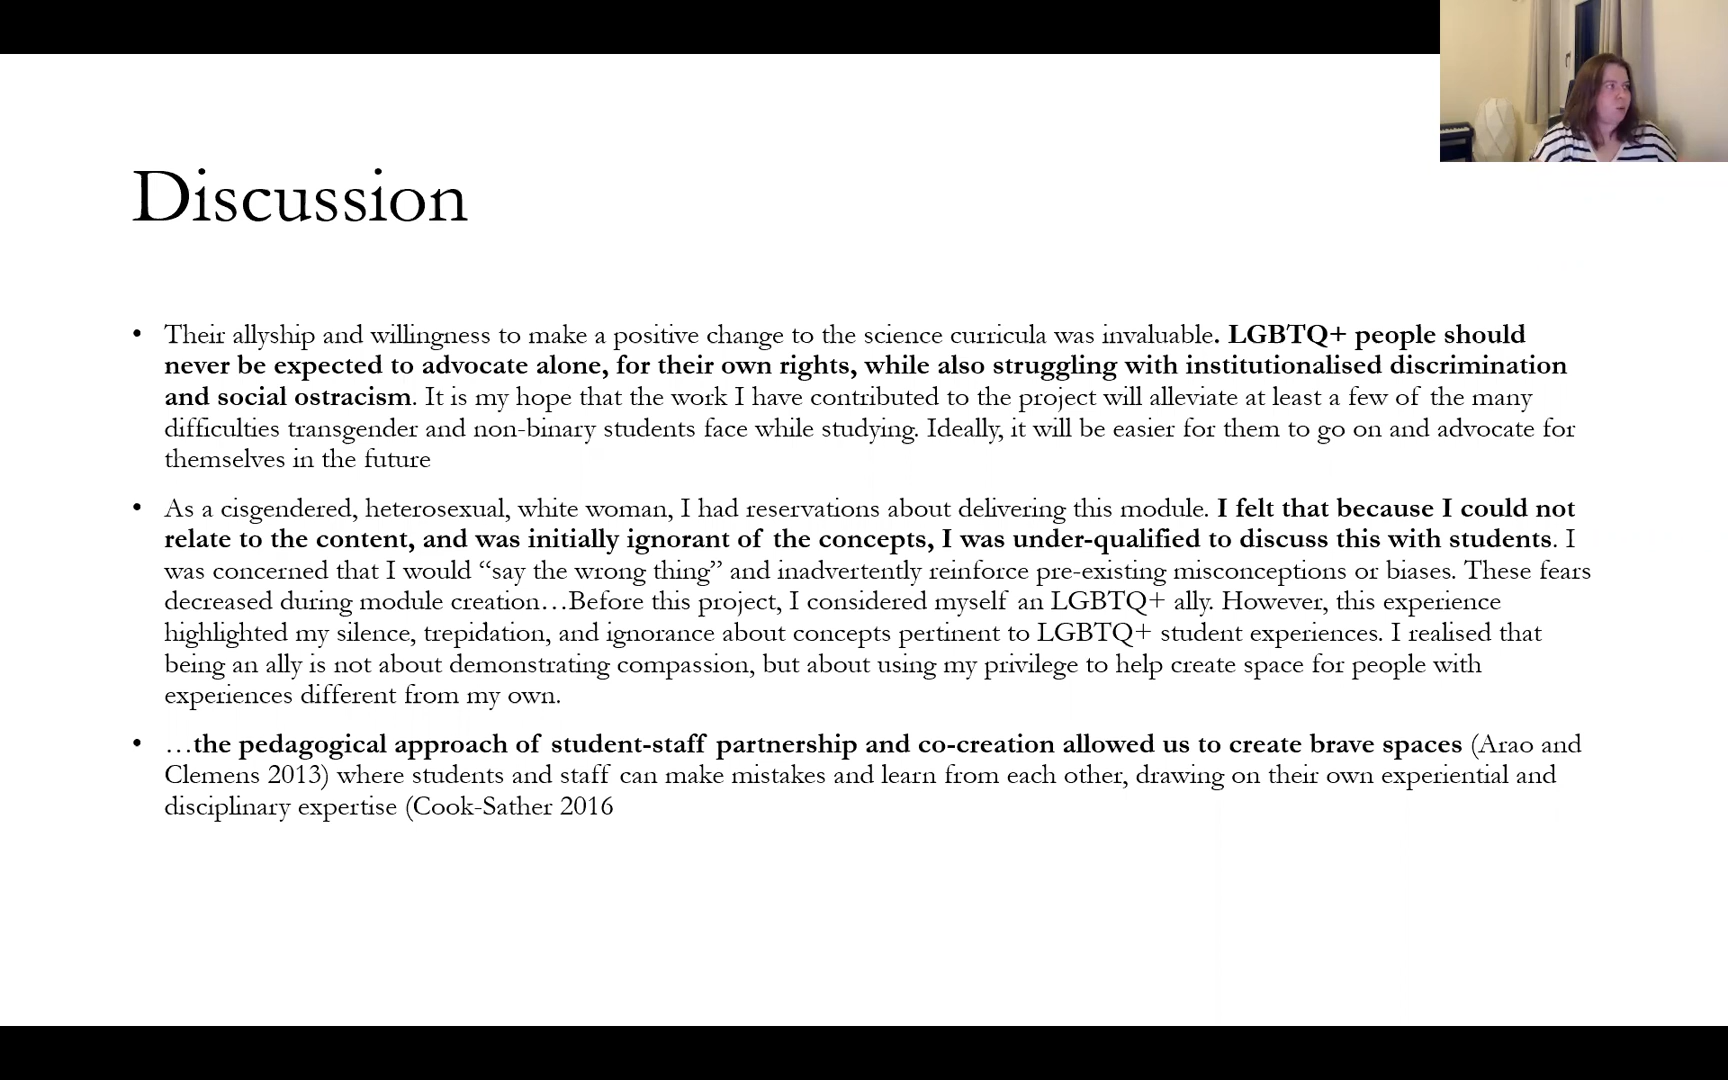 Discussion
• Their allyship and willingness to make a positive change to the science curricula was invaluable. LGBTQ+ people should
never be expected to advocate alone, for their own rights, while also struggling with institutionalised discrimination
and social ostracism. It is my hope that the work I have contributed to the project will alleviate at least a few of the many
difficulties transgender and non-binary students face while studying. Ideally, it will be easier for them to go on and advocate for
themselves in the future
• As a cisgendered, heterosexual, white woman, I had reservations about delivering this module. I felt that because I could not
relate to the content, and was initially ignorant of the concepts, I was under-qualified to discuss this with students. I
was concerned that I would “say the wrong thing” and inadvertently reinforce pre-existing misconceptions or biases. These fears
decreased during module creation…Before this project, I considered myself an LGBTQ+ ally. However, this experience
highlighted my silence, trepidation, and ignorance about concepts pertinent to LGBTQ+ student experiences. I realised that
being an ally is not about demonstrating compassion, but about using my privilege to help create space for people with
experiences different from my own.
• …the pedagogical approach of student-staff partnership and co-creation allowed us to create brave spaces (Arao and
Clemens 2013) where students and staff can make mistakes and learn from each other, drawing on their own experiential and
disciplinary expertise (Cook-Sather 2016